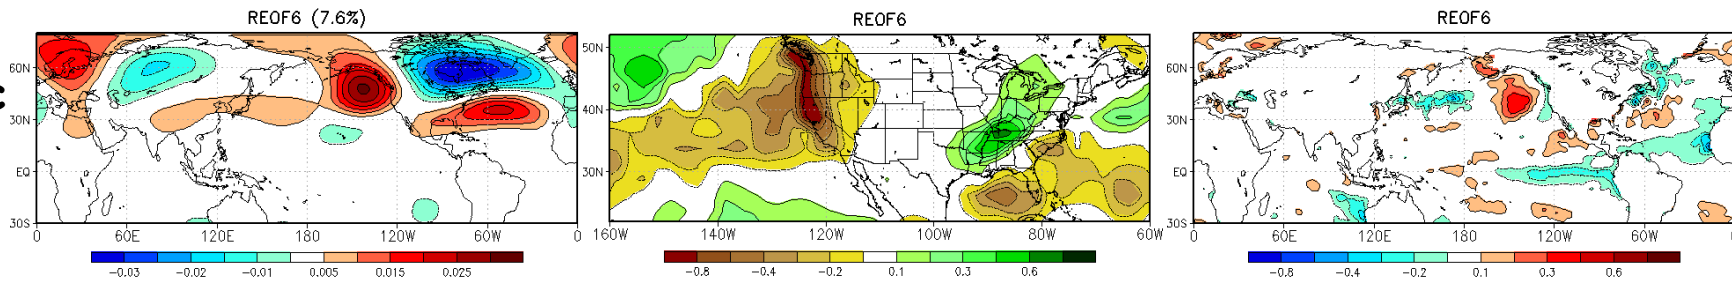 REOF6 (7.6%)
60N
30N
EQ
30S
0 60E 120E 180 120W 60W 0
-0.03 -0.02 -0.01 0.005 0.015 0.025
REOF6
50N
40N
30N
160W 140W 120W 100W 80W 60W
-0.8 -0.4 -0.2 0.1 0.3 0.6
REOF6
60N
30N
EQ
30S
0 60E 120E 180 120W 60W
-0.8 -0.4 -0.2 0.1 0.3 0.6